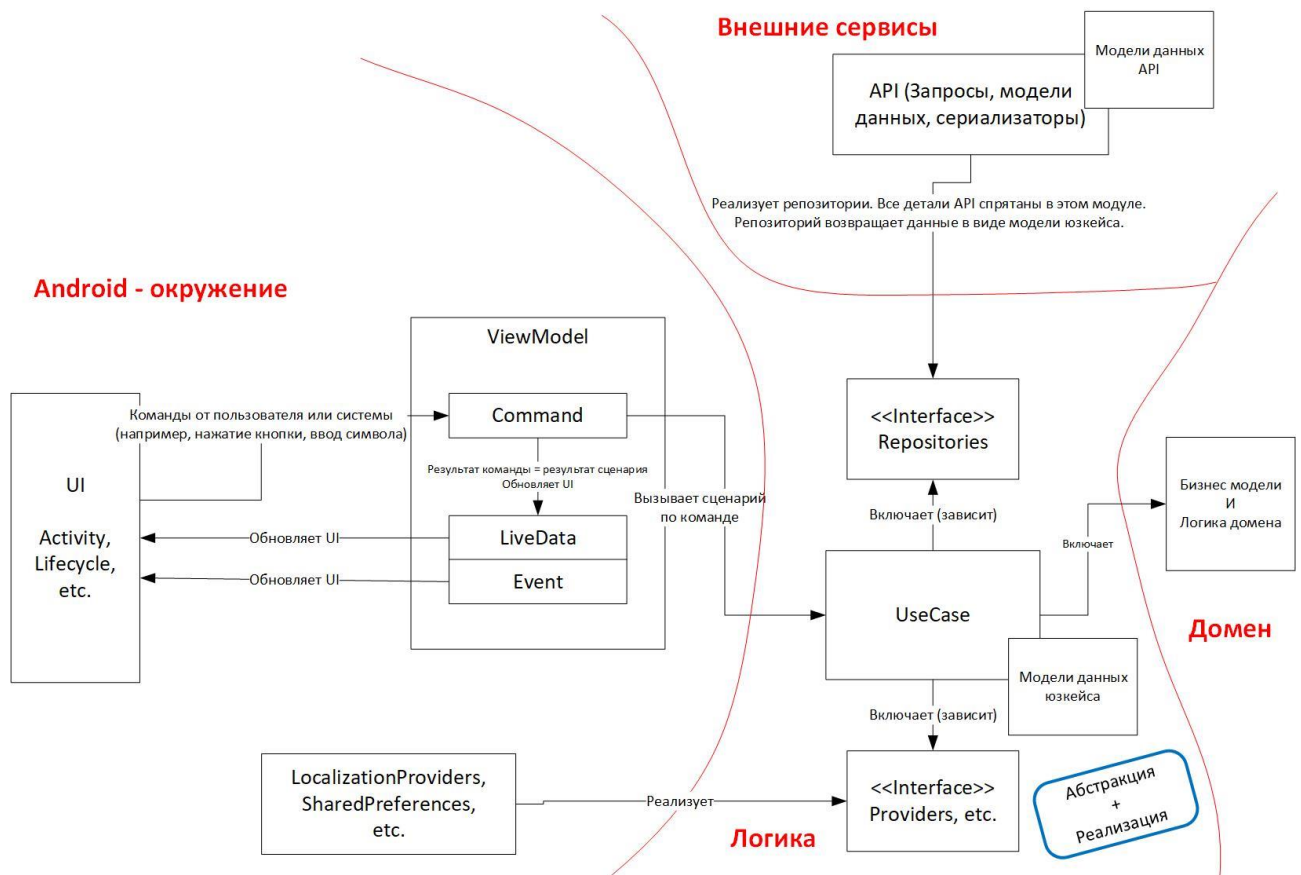 Внешние сервисы
Модели данных
API
API (Запросы, модели
данных, сериализаторы)
Реализует репозитории. Все детали API спрятаны в этом модуле.
Репозиторий возвращает данные в виде модели юзкейса.
Android - окружение
ViewModel
Command
Команды от пользователя или системы
(например, нажатие кнопки, ввод символа)
Результат команды = результат сценария
Обновляет UI
UI
Activity,
Lifecycle,
etc.
LiveData
Обновляет UI
Event
Обновляет UI
Вызывает сценарий
по команде
<<Interface>>
Repositories
Включает (зависит)
Бизнес модели
И
Логика домена
Включает
UseCase
Домен
Модели данных
юзкейса
Включает (зависит)
LocalizationProviders,
SharedPreferences,
etc.
Реализует
<<Interface>>
Providers, etc.
Логика
Абстракция
+
Реализация